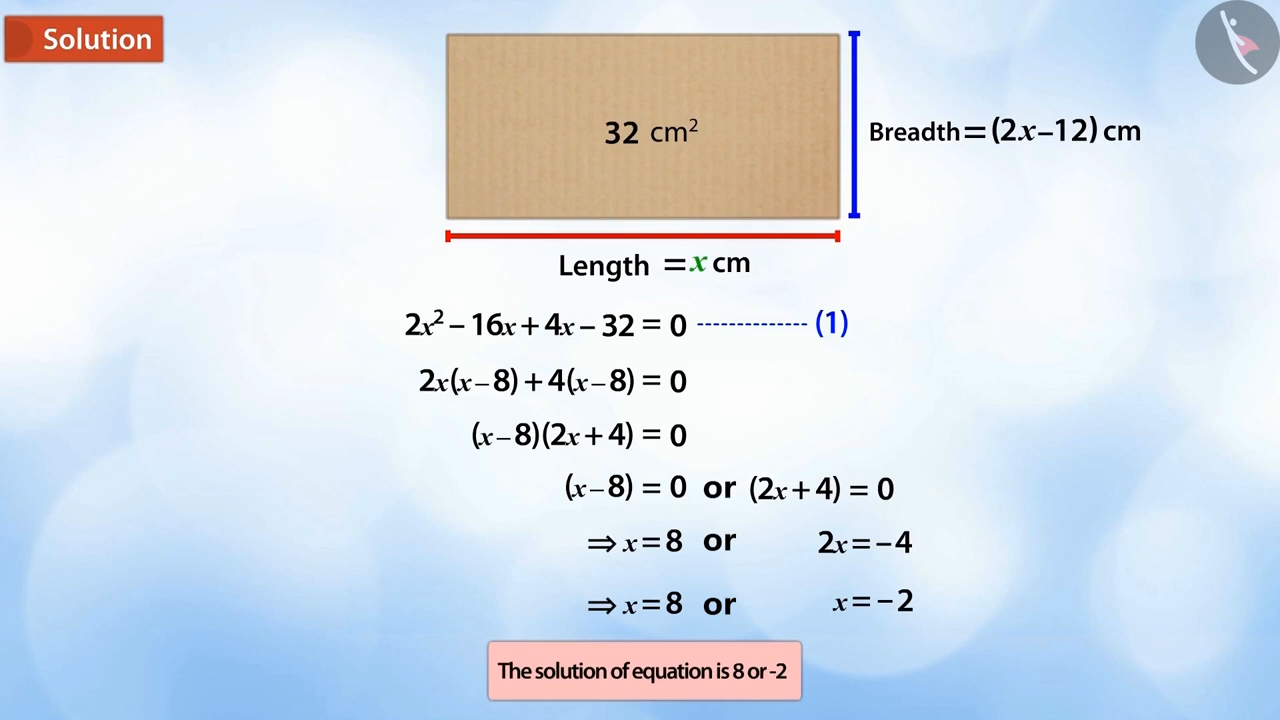 Solution
32 cm²
Breadth = (2x–12) cm
Length = x cm
2x² – 16x + 4x – 32 = 0 -------------- (1)
2x(x – 8) + 4(x – 8) = 0
(x – 8)(2x + 4) = 0
(x – 8) = 0 or (2x + 4) = 0
⇒ x = 8 or 2x = – 4
⇒ x = 8 or x = – 2
The solution of equation is 8 or -2